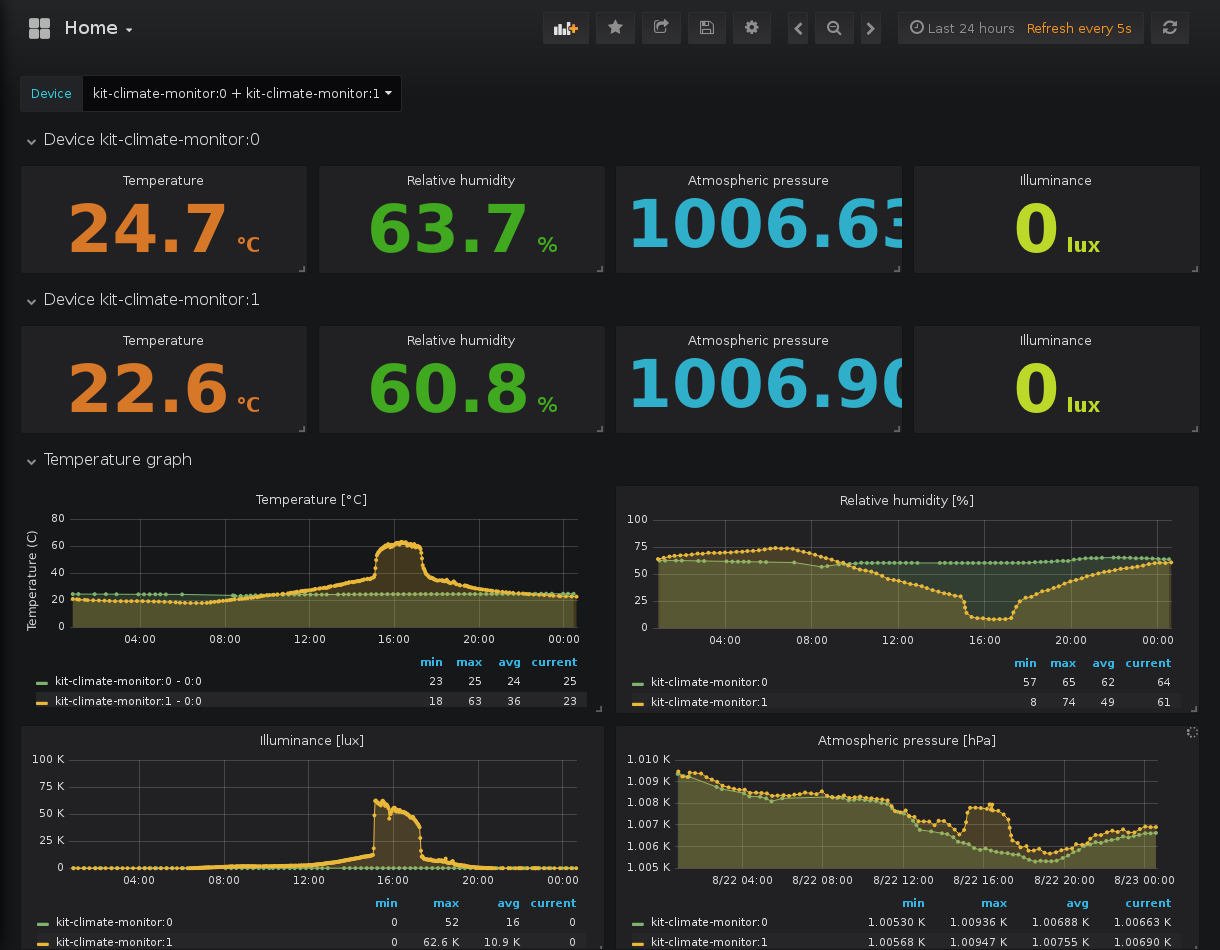 Home
Last 24 hours Refresh every 5s
Device kit-climate-monitor:0 + kit-climate-monitor:1
Device kit-climate-monitor:0
Temperature Relative humidity Atmospheric pressure Illuminance
24.7 °C 63.7 % 1006.63 0 lux
Device kit-climate-monitor:1
Temperature Relative humidity Atmospheric pressure Illuminance
22.6 °C 60.8 % 1006.90 0 lux
Temperature graph
Temperature [°C]
Temperature (C)
80
60
40
20
0
04:00 08:00 12:00 16:00 20:00 00:00
min max avg current
kit-climate-monitor:0 - 0:0 23 25 24 25
kit-climate-monitor:1 - 0:0 18 63 36 23
Relative humidity [%]
100
75
50
25
0
04:00 08:00 12:00 16:00 20:00 00:00
min max avg current
kit-climate-monitor:0 57 65 62 64
kit-climate-monitor:1 8 74 49 61
Illuminance [lux]
100 K
75 K
50 K
25 K
0
04:00 08:00 12:00 16:00 20:00 00:00
min max avg current
kit-climate-monitor:0 0 52 16 0
kit-climate-monitor:1 0 62.6 K 10.9 K 0
Atmospheric pressure [hPa]
1.010 K
1.009 K
1.008 K
1.007 K
1.006 K
1.005 K
8/22 04:00 8/22 08:00 8/22 12:00 8/22 16:00 8/22 20:00 8/23 00:00
min max avg current
kit-climate-monitor:0 1.00530 K 1.00936 K 1.00688 K 1.00663 K
kit-climate-monitor:1 1.00568 K 1.00947 K 1.00755 K 1.00690 K